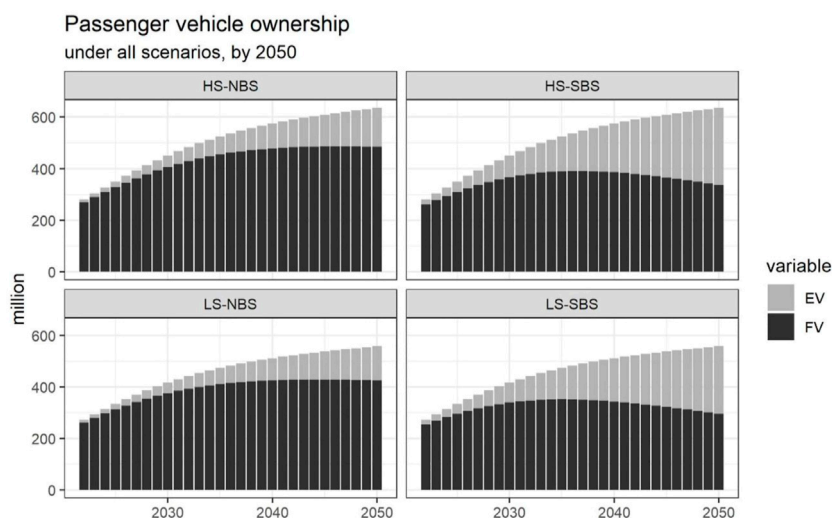 Passenger vehicle ownership
under all scenarios, by 2050
HS-NBS
HS-SBS
600
400
200
0
LS-NBS
LS-SBS
600
400
200
0
million
2030
2040
2050
2030
2040
2050
variable
EV
FV